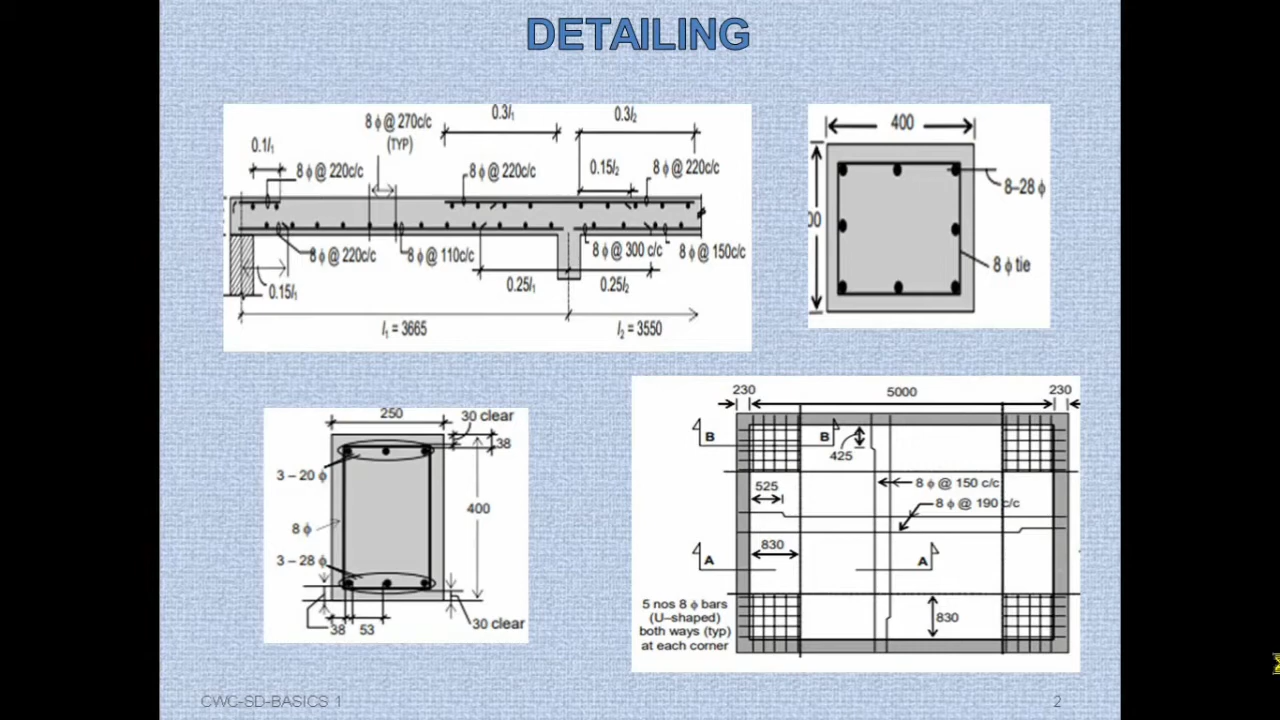 DETAILING
0.1l₁
8 ϕ @ 220c/c
8 ϕ @ 270c/c
(TYP)
0.3l₁
0.3l₂
8 ϕ @ 220c/c
0.15l₂
8 ϕ @ 220c/c
8 ϕ @ 220c/c
8 ϕ @ 110c/c
8 ϕ @ 300 c/c
8 ϕ @ 150c/c
0.15l₁
0.25l₁
0.25l₂
l₁ = 3665
l₂ = 3550
400
8–28 ϕ
00
8 ϕ tie
250
30 clear
38
3 – 20 ϕ
400
8 ϕ
3 – 28 ϕ
38
53
30 clear
230
5000
230
B
B
425
525
8 ϕ @ 150 c/c
8 ϕ @ 190 c/c
830
A
A
5 nos 8 ϕ bars
(U–shaped)
both ways (typ)
at each corner
830
CWC-SD-BASICS 1
2